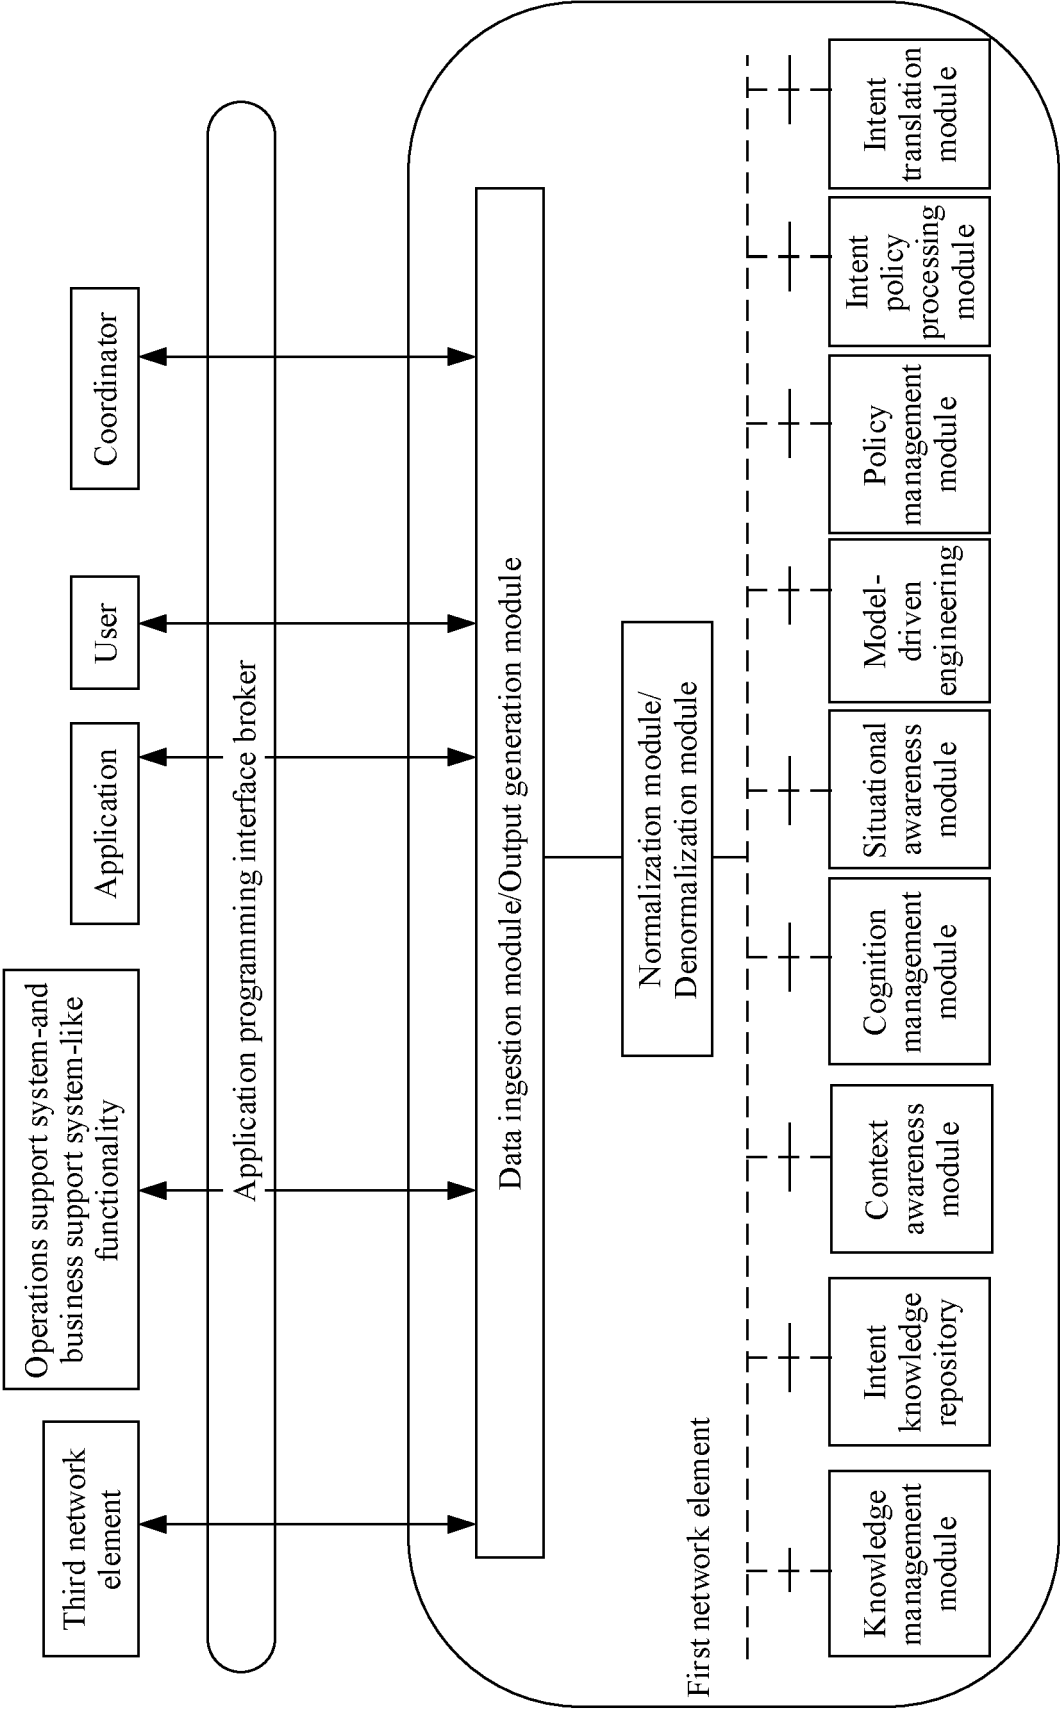 Third network
element
Operations support system-and
business support system-like
functionality
Application
User
Coordinator
Application programming interface broker
Data ingestion module/Output generation module
Normalization module/
Denormalization module
First network element
Knowledge
management
module
Intent
knowledge
repository
Context
awareness
module
Cognition
management
module
Situational
awareness
module
Model-
driven
engineering
Policy
management
module
Intent
policy
processing
module
Intent
translation
module